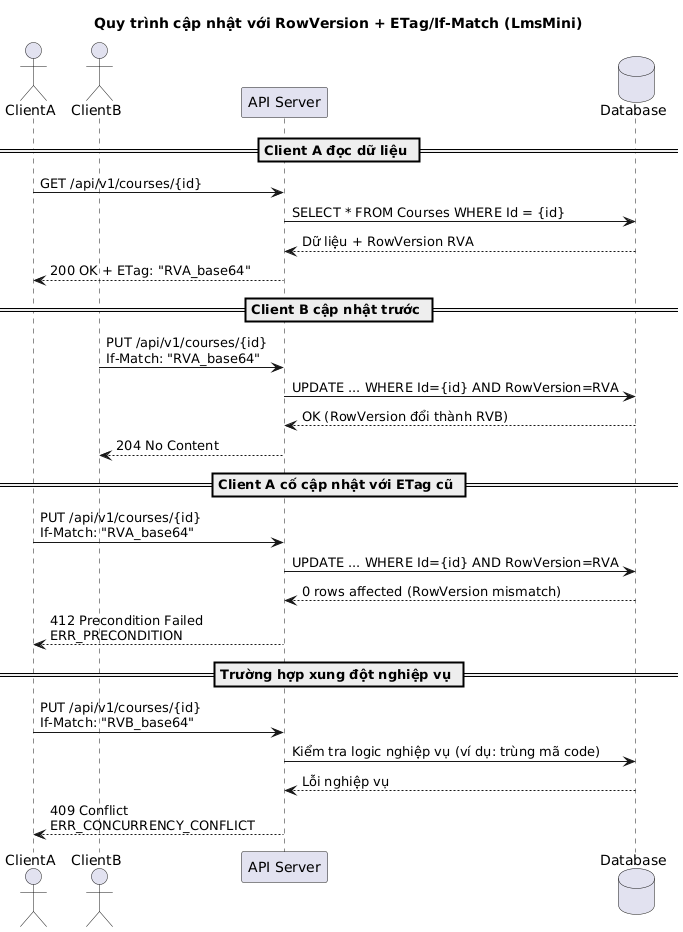 Quy trình cập nhật với RowVersion + ETag/If-Match (LmsMini)
ClientA
ClientB
API Server
Database
Client A đọc dữ liệu
GET /api/v1/courses/{id}
SELECT * FROM Courses WHERE Id = {id}
Dữ liệu + RowVersion RVA
200 OK + ETag: "RVA_base64"
Client B cập nhật trước
PUT /api/v1/courses/{id}
If-Match: "RVA_base64"
UPDATE ... WHERE Id={id} AND RowVersion=RVA
OK (RowVersion đổi thành RVB)
204 No Content
Client A cố cập nhật với ETag cũ
PUT /api/v1/courses/{id}
If-Match: "RVA_base64"
UPDATE ... WHERE Id={id} AND RowVersion=RVA
0 rows affected (RowVersion mismatch)
412 Precondition Failed
ERR_PRECONDITION
Trường hợp xung đột nghiệp vụ
PUT /api/v1/courses/{id}
If-Match: "RVB_base64"
Kiểm tra logic nghiệp vụ (ví dụ: trùng mã code)
Lỗi nghiệp vụ
409 Conflict
ERR_CONCURRENCY_CONFLICT
ClientA
ClientB
API Server
Database